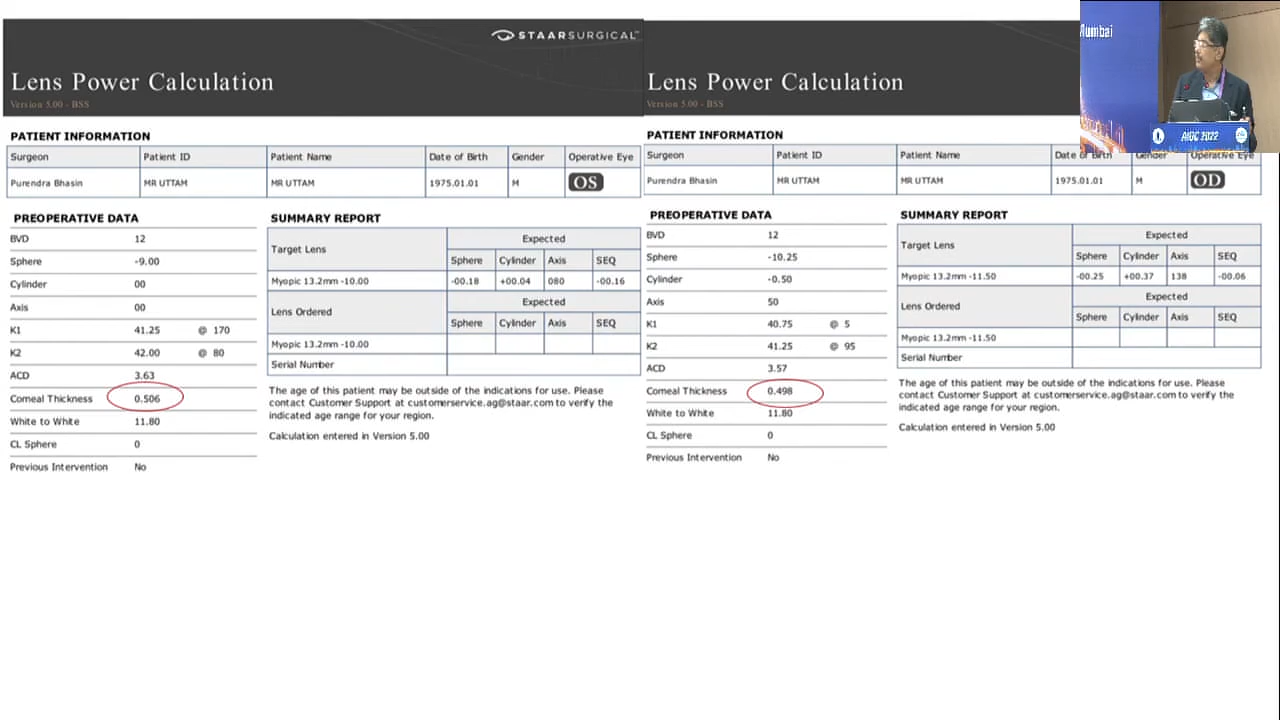 STAARSURGICAL™
Lens Power Calculation
Version 5.00 - BSS
PATIENT INFORMATION
Surgeon Patient ID Patient Name Date of Birth Gender Operative Eye
Purendra Bhasin MR UTTAM MR UTTAM 1975.01.01 M OS
PREOPERATIVE DATA
BVD 12
Sphere -9.00
Cylinder 00
Axis 00
K1 41.25 @ 170
K2 42.00 @ 80
ACD 3.63
Corneal Thickness 0.506
White to White 11.80
CL Sphere 0
Previous Intervention No
SUMMARY REPORT
Target Lens Expected
Sphere Cylinder Axis SEQ
Myopic 13.2mm -10.00 -00.18 +00.04 080 -00.16
Lens Ordered Expected
Sphere Cylinder Axis SEQ
Myopic 13.2mm -10.00
Serial Number
The age of this patient may be outside of the indications for use. Please
contact Customer Support at customerservice.ag@staar.com to verify the
indicated age range for your region.
Calculation entered in Version 5.00
Lens Power Calculation
Version 5.00 - BSS
PATIENT INFORMATION
Surgeon Patient ID Patient Name Date of Birth Gender Operative Eye
Purendra Bhasin MR UTTAM MR UTTAM 1975.01.01 M OD
PREOPERATIVE DATA
BVD 12
Sphere -10.25
Cylinder -0.50
Axis 50
K1 40.75 @ 5
K2 41.25 @ 95
ACD 3.57
Corneal Thickness 0.498
White to White 11.80
CL Sphere 0
Previous Intervention No
SUMMARY REPORT
Target Lens Expected
Sphere Cylinder Axis SEQ
Myopic 13.2mm -11.50 -00.25 +00.37 138 -00.06
Lens Ordered Expected
Sphere Cylinder Axis SEQ
Myopic 13.2mm -11.50
Serial Number
The age of this patient may be outside of the indications for use. Please
contact Customer Support at customerservice.ag@staar.com to verify the
indicated age range for your region.
Calculation entered in Version 5.00
Mumbai
AIOC 2022